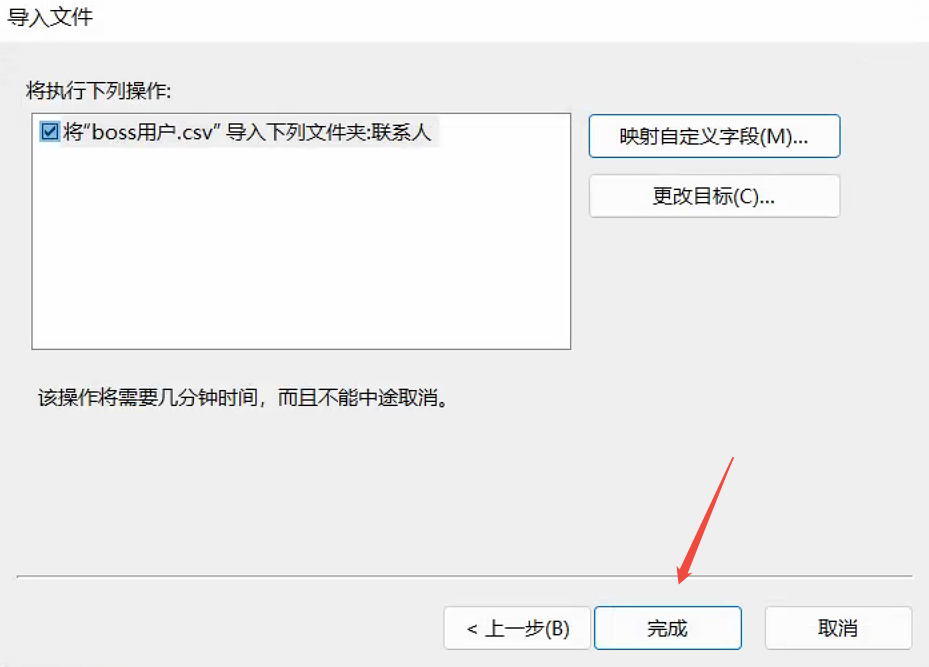 导入文件
将执行下列操作:
将“boss用户.csv” 导入下列文件夹:联系人
映射自定义字段(M)...
更改目标(C)...
该操作将需要几分钟时间，而且不能中途取消。
< 上一步(B)
完成
取消